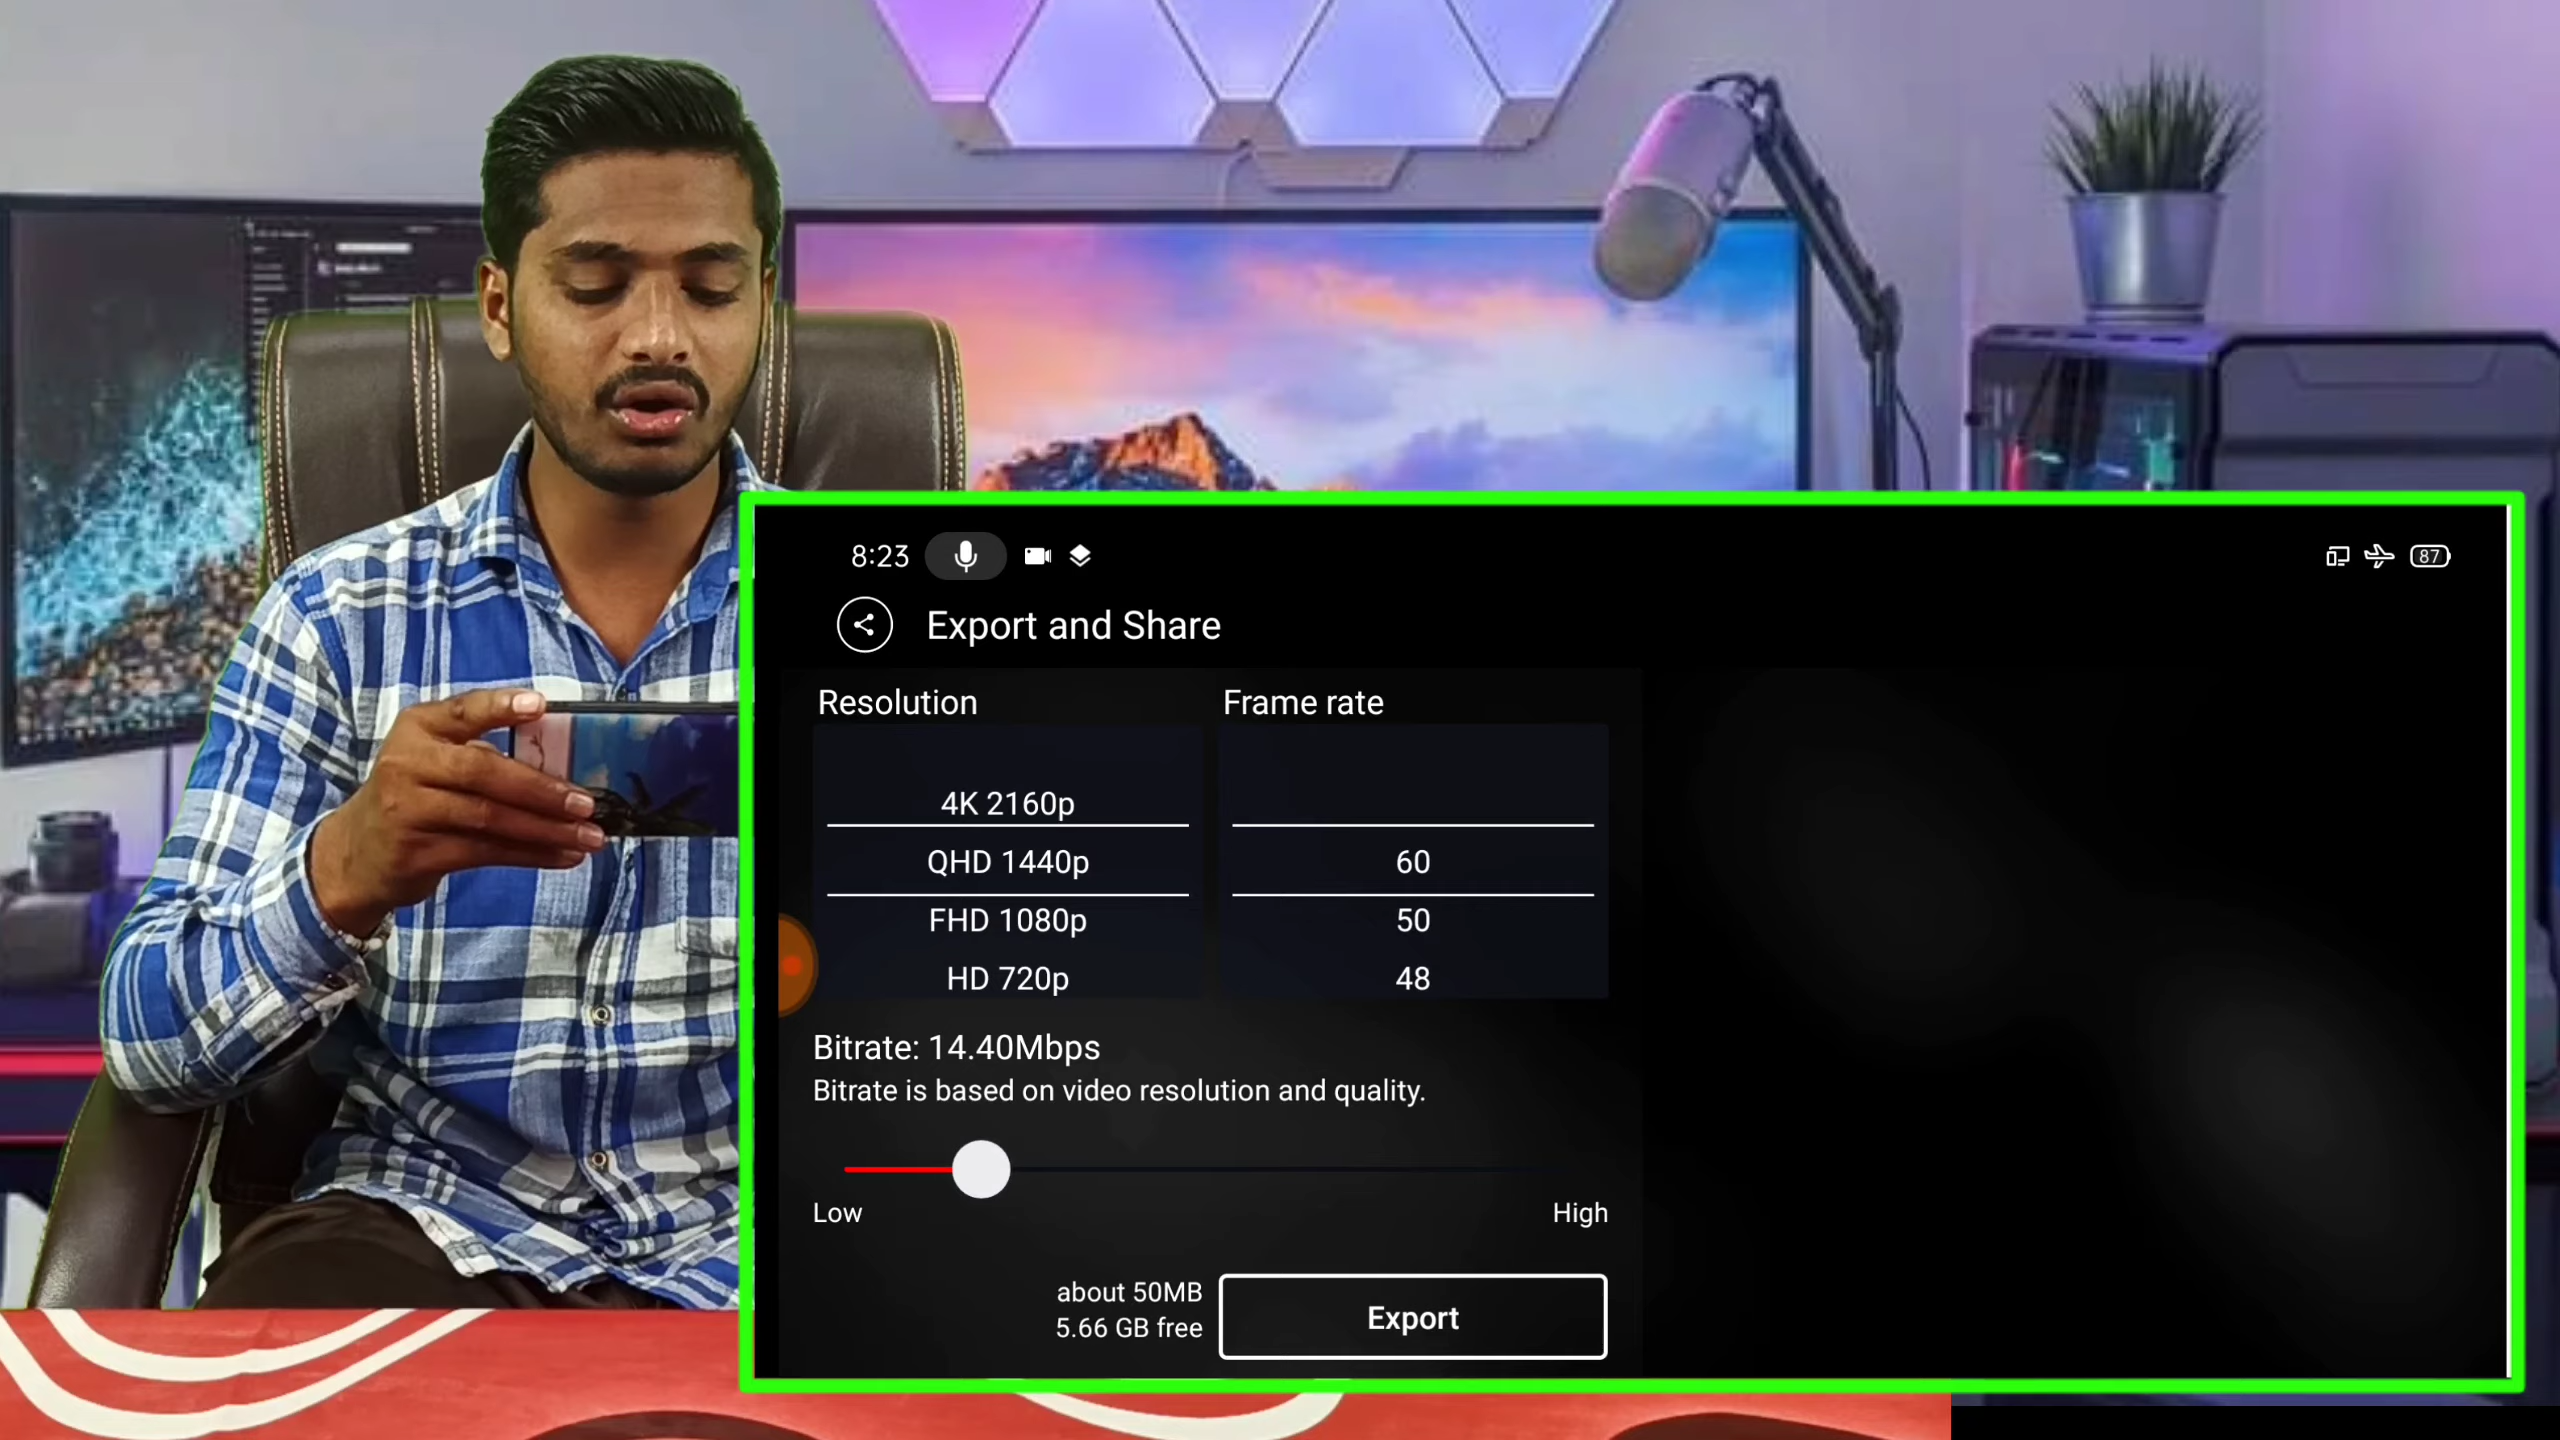 8:23
87
Export and Share
Resolution
Frame rate
4K 2160p
QHD 1440p
60
FHD 1080p
50
HD 720p
48
Bitrate: 14.40Mbps
Bitrate is based on video resolution and quality.
Low
High
about 50MB
5.66 GB free
Export